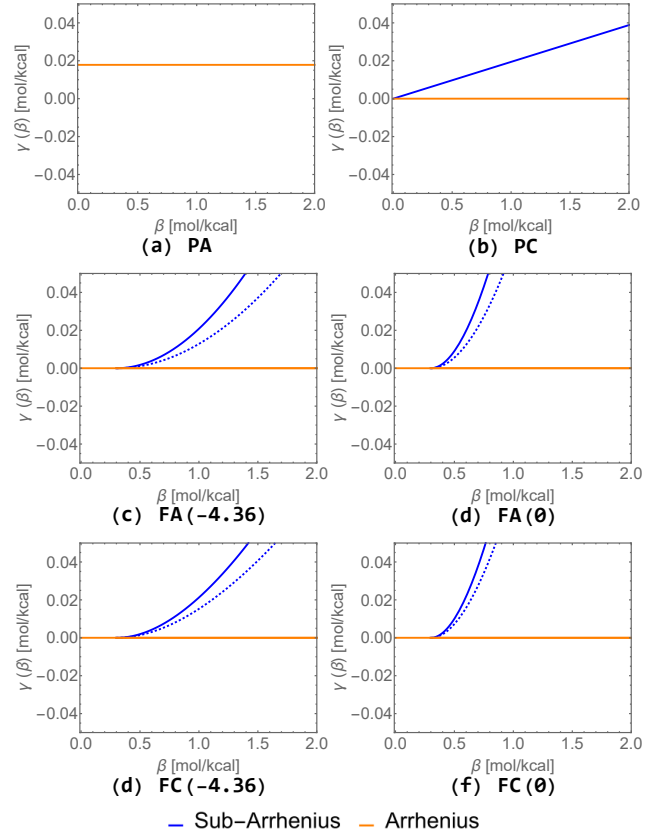 0.04
0.02
0.00
−0.02
−0.04
γ (β) [mol/kcal]
0.0 0.5 1.0 1.5 2.0
β [mol/kcal]
(a) PA
0.04
0.02
0.00
−0.02
−0.04
γ (β) [mol/kcal]
0.0 0.5 1.0 1.5 2.0
β [mol/kcal]
(b) PC
0.04
0.02
0.00
−0.02
−0.04
γ (β) [mol/kcal]
0.0 0.5 1.0 1.5 2.0
β [mol/kcal]
(c) FA(-4.36)
0.04
0.02
0.00
−0.02
−0.04
γ (β) [mol/kcal]
0.0 0.5 1.0 1.5 2.0
β [mol/kcal]
(d) FA(0)
0.04
0.02
0.00
−0.02
−0.04
γ (β) [mol/kcal]
0.0 0.5 1.0 1.5 2.0
β [mol/kcal]
(d) FC(-4.36)
0.04
0.02
0.00
−0.02
−0.04
γ (β) [mol/kcal]
0.0 0.5 1.0 1.5 2.0
β [mol/kcal]
(f) FC(0)
Sub−Arrhenius Arrhenius